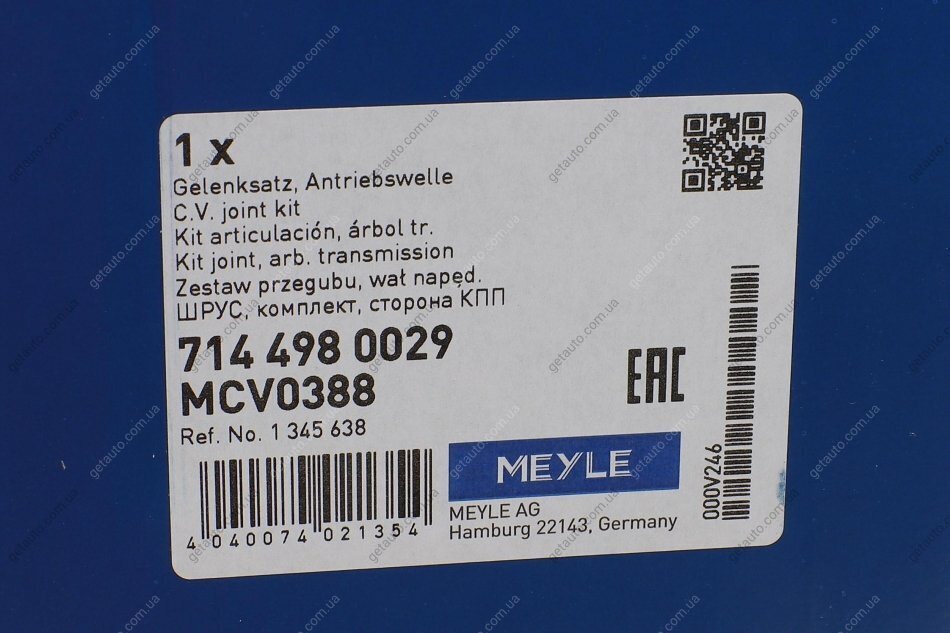 1 x
Gelenksatz, Antriebswelle
C.V. joint kit
Kit articulación, árbol tr.
Kit joint, arb. transmission
Zestaw przegubu, wał napęd.
ШРУС, комплект, сторона КПП
714 498 0029
MCV0388
Ref. No. 1 345 638
EAC
MEYLE
MEYLE AG
Hamburg 22143, Germany
4 040074 021354
000V246
getauto.com.ua